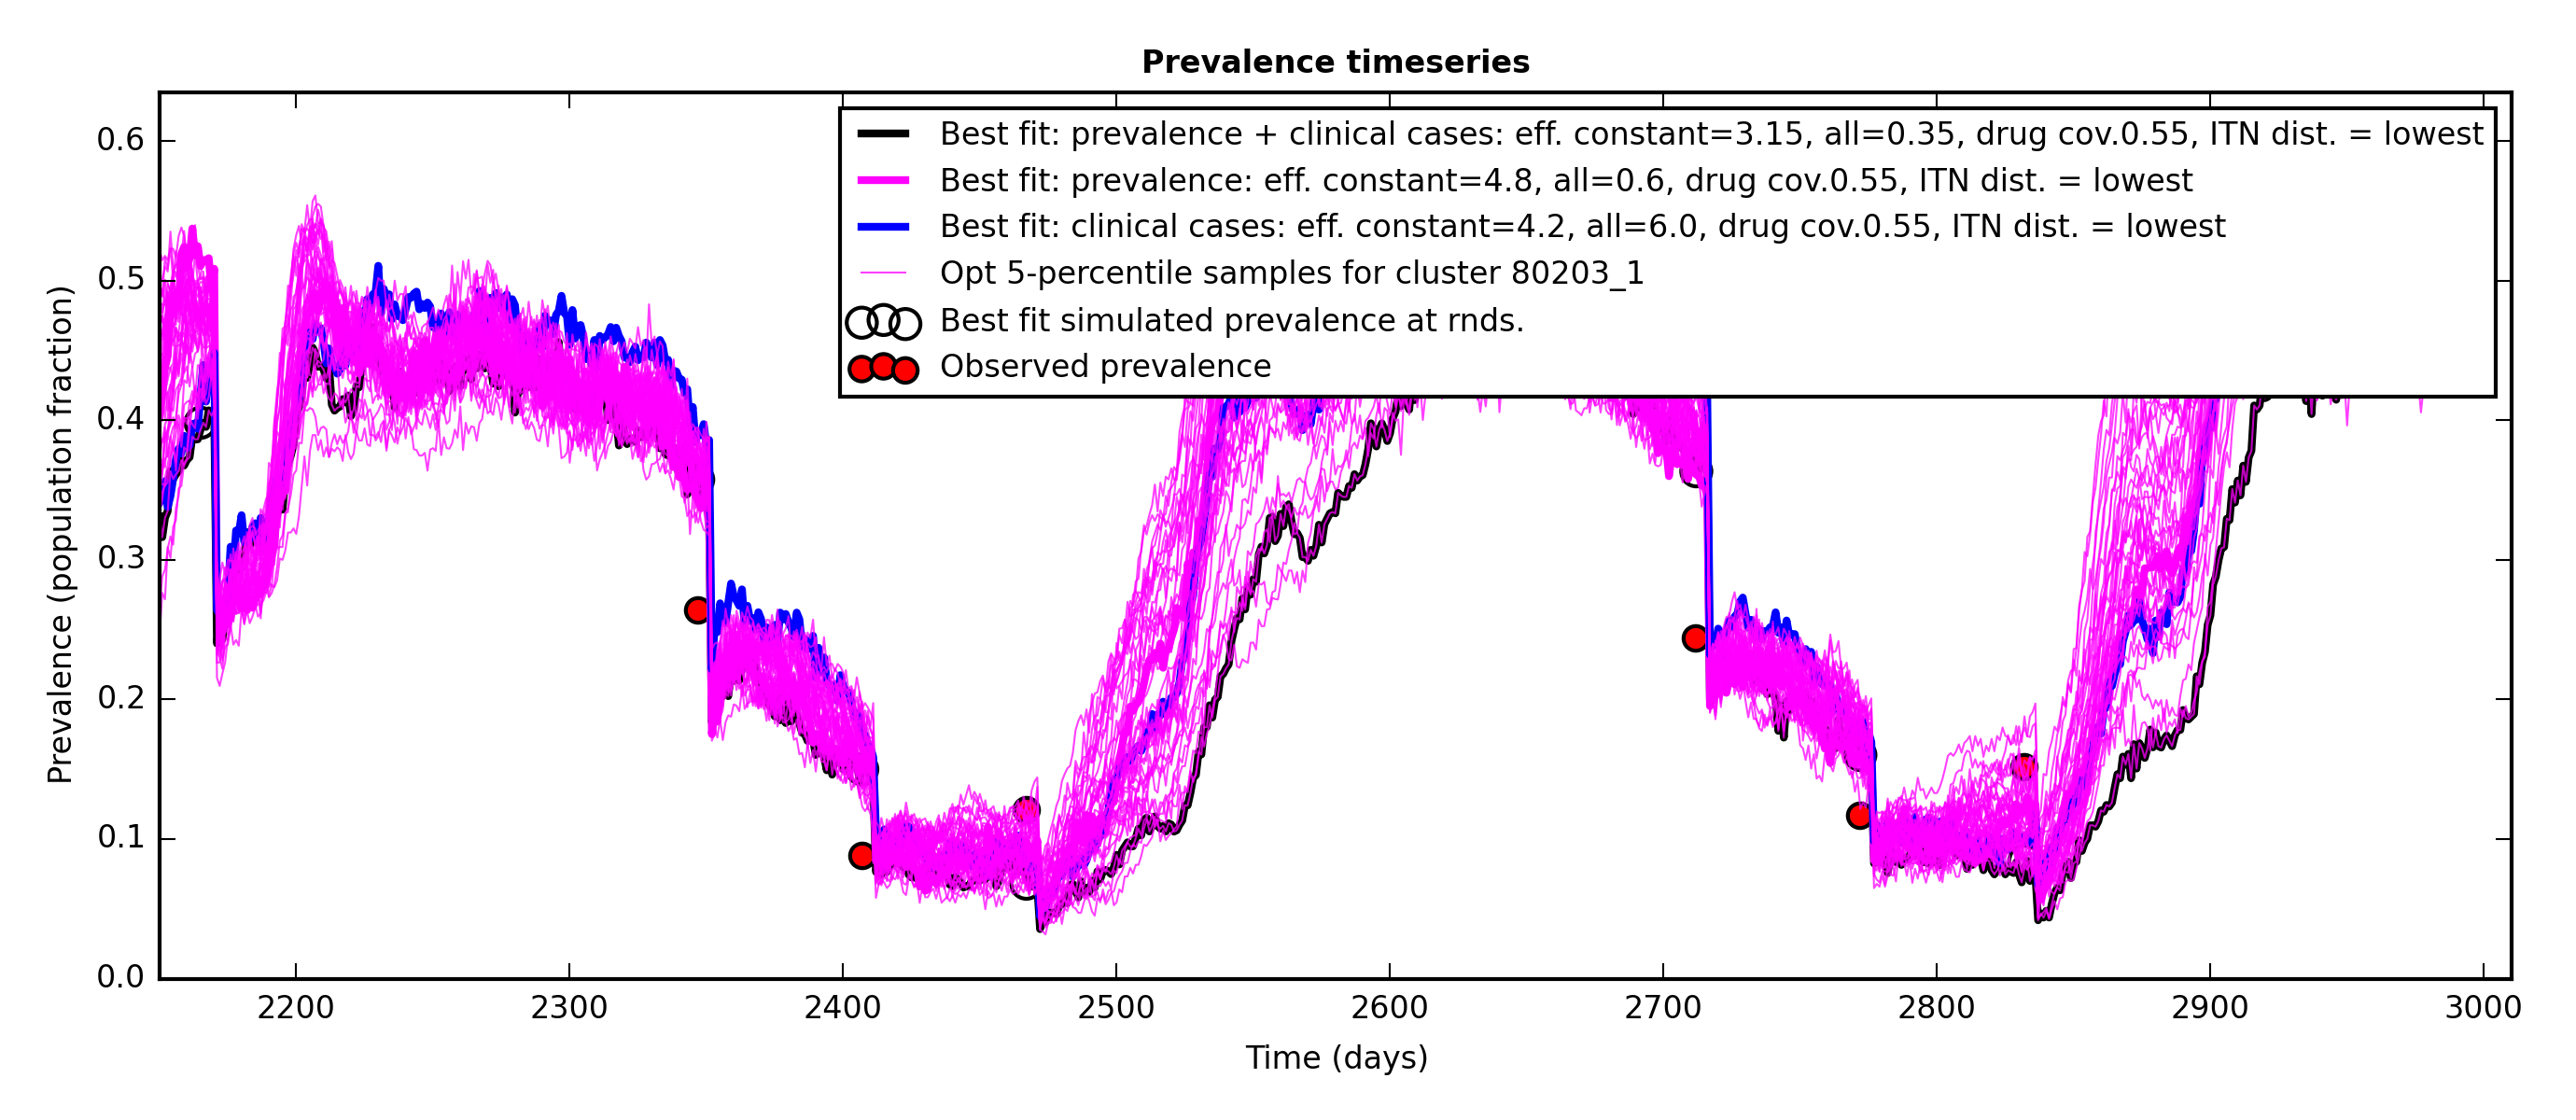 Prevalence timeseries
Best fit: prevalence + clinical cases: eff. constant=3.15, all=0.35, drug cov.0.55, ITN dist. = lowest
Best fit: prevalence: eff. constant=4.8, all=0.6, drug cov.0.55, ITN dist. = lowest
Best fit: clinical cases: eff. constant=4.2, all=6.0, drug cov.0.55, ITN dist. = lowest
Opt 5-percentile samples for cluster 80203_1
Best fit simulated prevalence at rnds.
Observed prevalence
Prevalence (population fraction)
0.6
0.5
0.4
0.3
0.2
0.1
0.0
2200 2300 2400 2500 2600 2700 2800 2900 3000
Time (days)